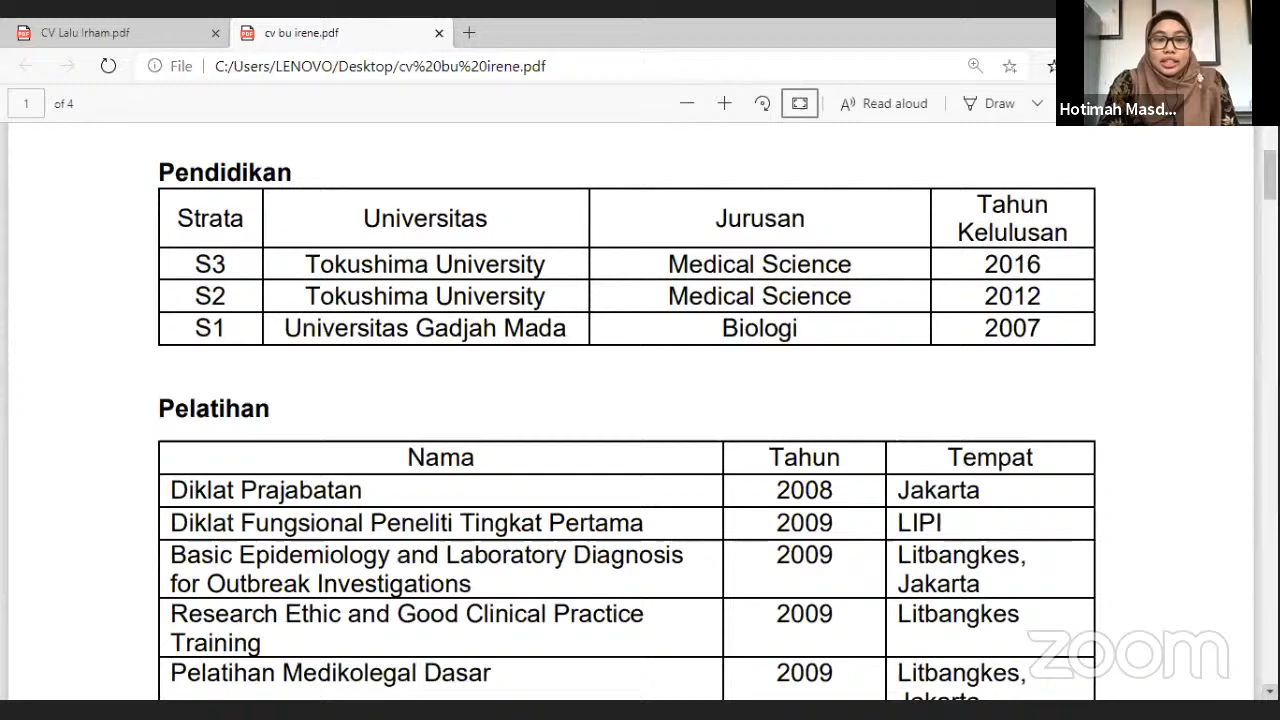 CV Lalu Irham.pdf
cv bu irene.pdf
File
C:/Users/LENOVO/Desktop/cv%20bu%20irene.pdf
1 of 4
Read aloud
Draw
Hotimah Masd...
Pendidikan
Strata Universitas Jurusan Tahun Kelulusan
S3 Tokushima University Medical Science 2016
S2 Tokushima University Medical Science 2012
S1 Universitas Gadjah Mada Biologi 2007
Pelatihan
Nama Tahun Tempat
Diklat Prajabatan 2008 Jakarta
Diklat Fungsional Peneliti Tingkat Pertama 2009 LIPI
Basic Epidemiology and Laboratory Diagnosis 2009 Litbangkes,
for Outbreak Investigations Jakarta
Research Ethic and Good Clinical Practice 2009 Litbangkes
Training
Pelatihan Medikolegal Dasar 2009 Litbangkes,
Jakarta
zoom